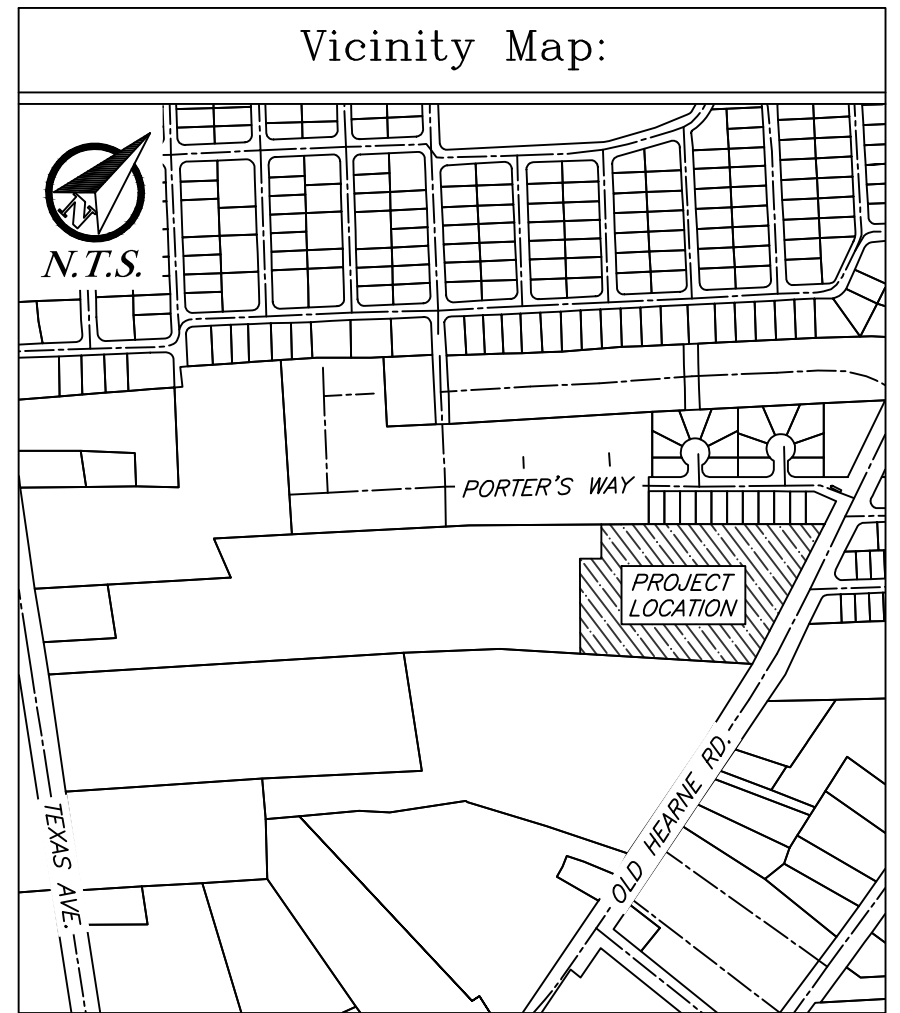 Vicinity Map:
N
N.T.S.
PORTER'S WAY
PROJECT
LOCATION
OLD HEARNE RD.
TEXAS AVE.